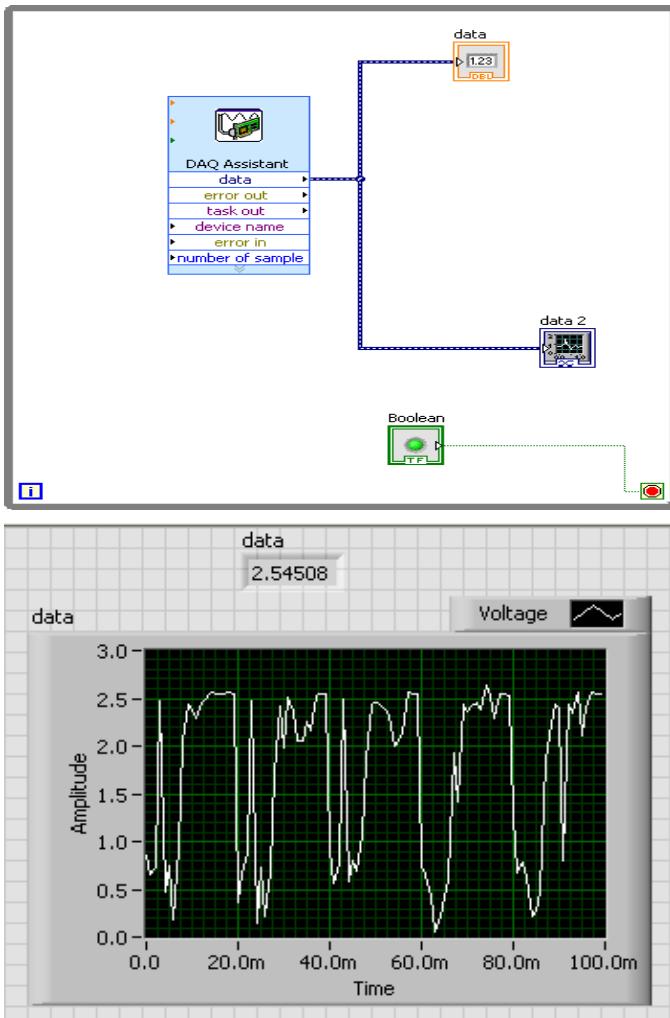 data
1.23
DBL
DAQ Assistant
data
error out
task out
device name
error in
number of sample
data 2
Boolean
TF
i
data
2.54508
data
Voltage
3.0
2.5
2.0
1.5
1.0
0.5
0.0
Amplitude
0.0 20.0m 40.0m 60.0m 80.0m 100.0m
Time